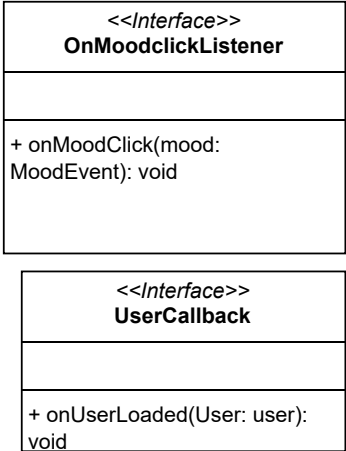 <<Interface>>
OnMoodclickListener
+ onMoodClick(mood:
MoodEvent): void
<<Interface>>
UserCallback
+ onUserLoaded(User: user):
void